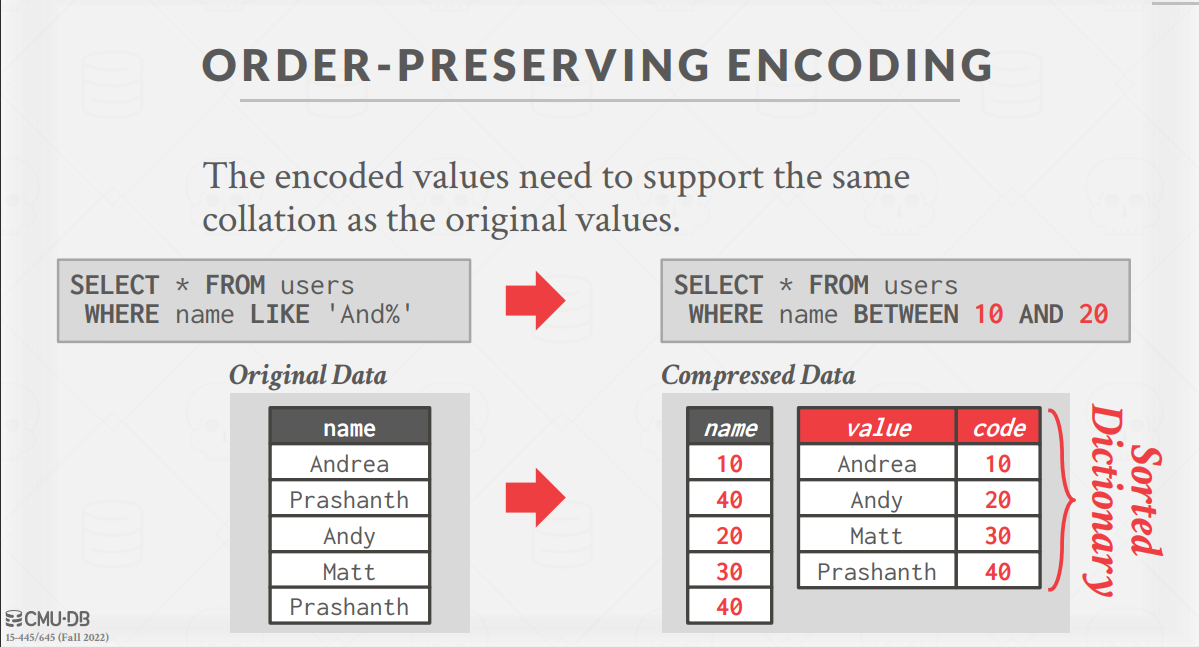 ORDER-PRESERVING ENCODING
The encoded values need to support the same
collation as the original values.
SELECT * FROM users
WHERE name LIKE 'And%'
SELECT * FROM users
WHERE name BETWEEN 10 AND 20
Original Data
name
Andrea
Prashanth
Andy
Matt
Prashanth
Compressed Data
name
10
40
20
30
40
value code
Andrea 10
Andy 20
Matt 30
Prashanth 40
Sorted
Dictionary
CMU·DB
15-445/645 (Fall 2022)